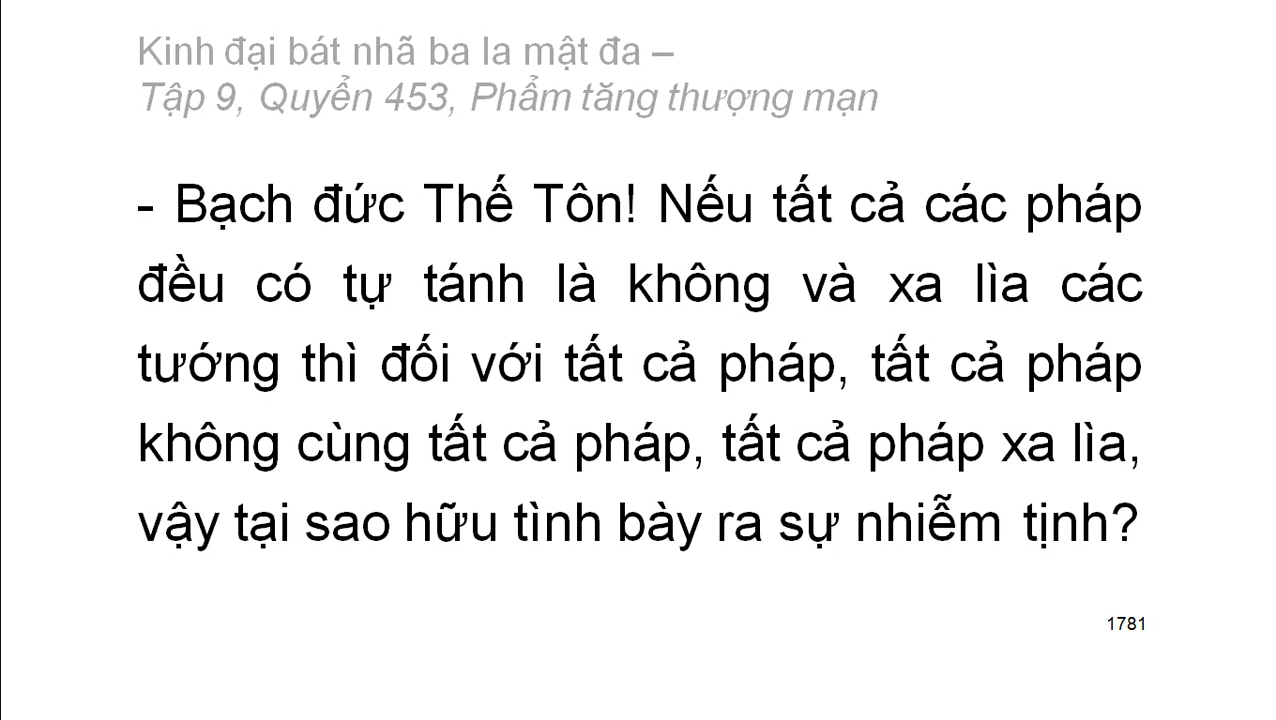 Kinh đại bát nhã ba la mật đa –
Tập 9, Quyển 453, Phẩm tăng thượng mạn
- Bạch đức Thế Tôn! Nếu tất cả các pháp
đều có tự tánh là không và xa lìa các
tướng thì đối với tất cả pháp, tất cả pháp
không cùng tất cả pháp, tất cả pháp xa lìa,
vậy tại sao hữu tình bày ra sự nhiễm tịnh?
1781